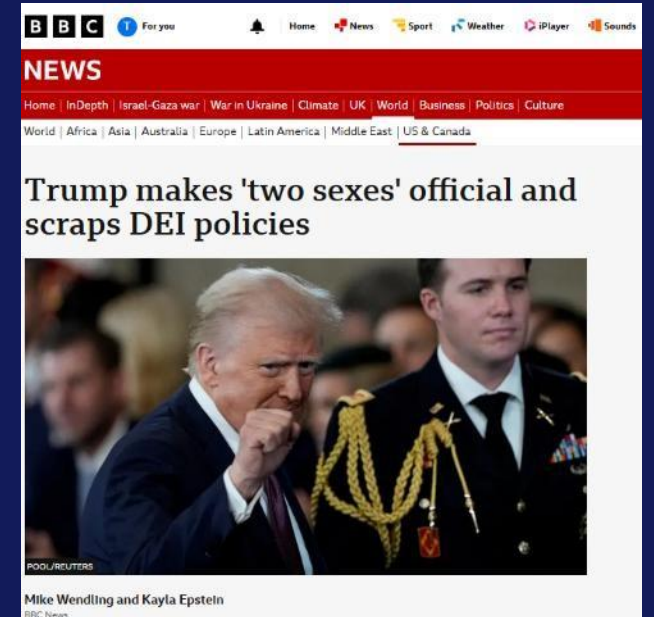 BBC T For you Home News Sport Weather iPlayer Sounds
NEWS
Home | InDepth | Israel-Gaza war | War in Ukraine | Climate | UK | World | Business | Politics | Culture
World | Africa | Asia | Australia | Europe | Latin America | Middle East | US & Canada
Trump makes 'two sexes' official and
scraps DEI policies
POOL/REUTERS
Mike Wendling and Kayla Epstein
BBC News